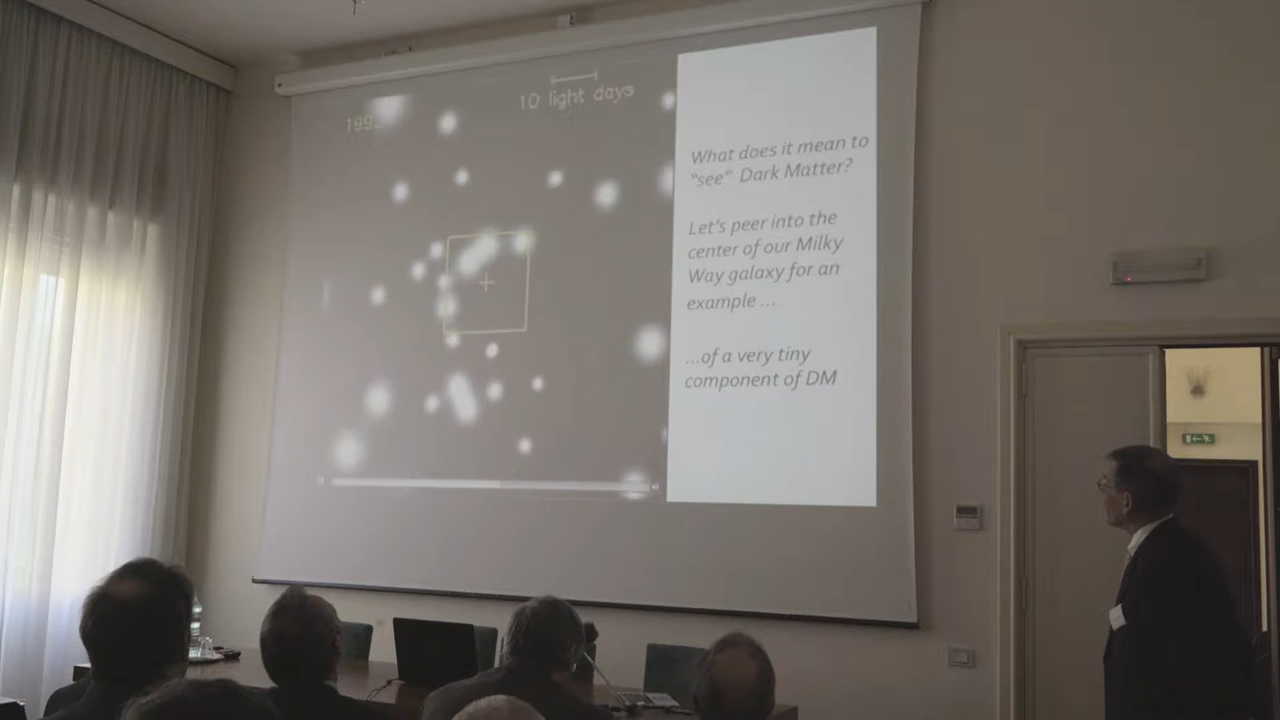 10 light days
199
What does it mean to
"see" Dark Matter?
Let's peer into the
center of our Milky
Way galaxy for an
example ...
...of a very tiny
component of DM